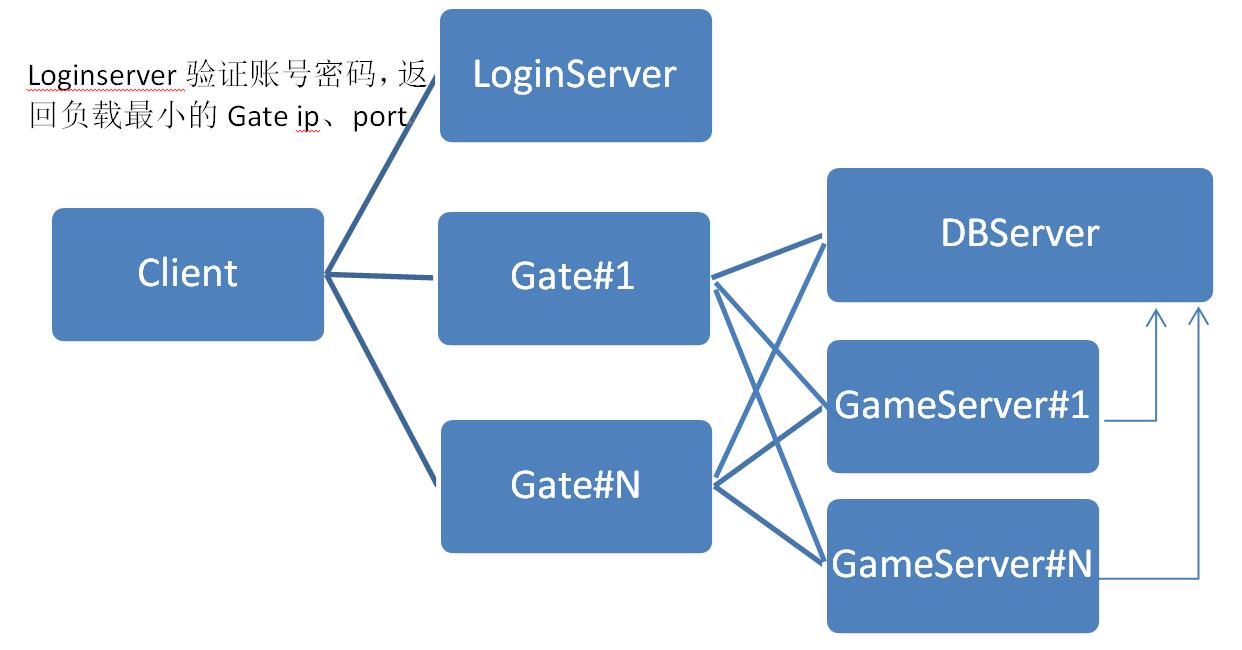 Loginserver 验证账号密码，返
回负载最小的 Gate ip、port
LoginServer
Client
Gate#1
Gate#N
DBServer
GameServer#1
GameServer#N